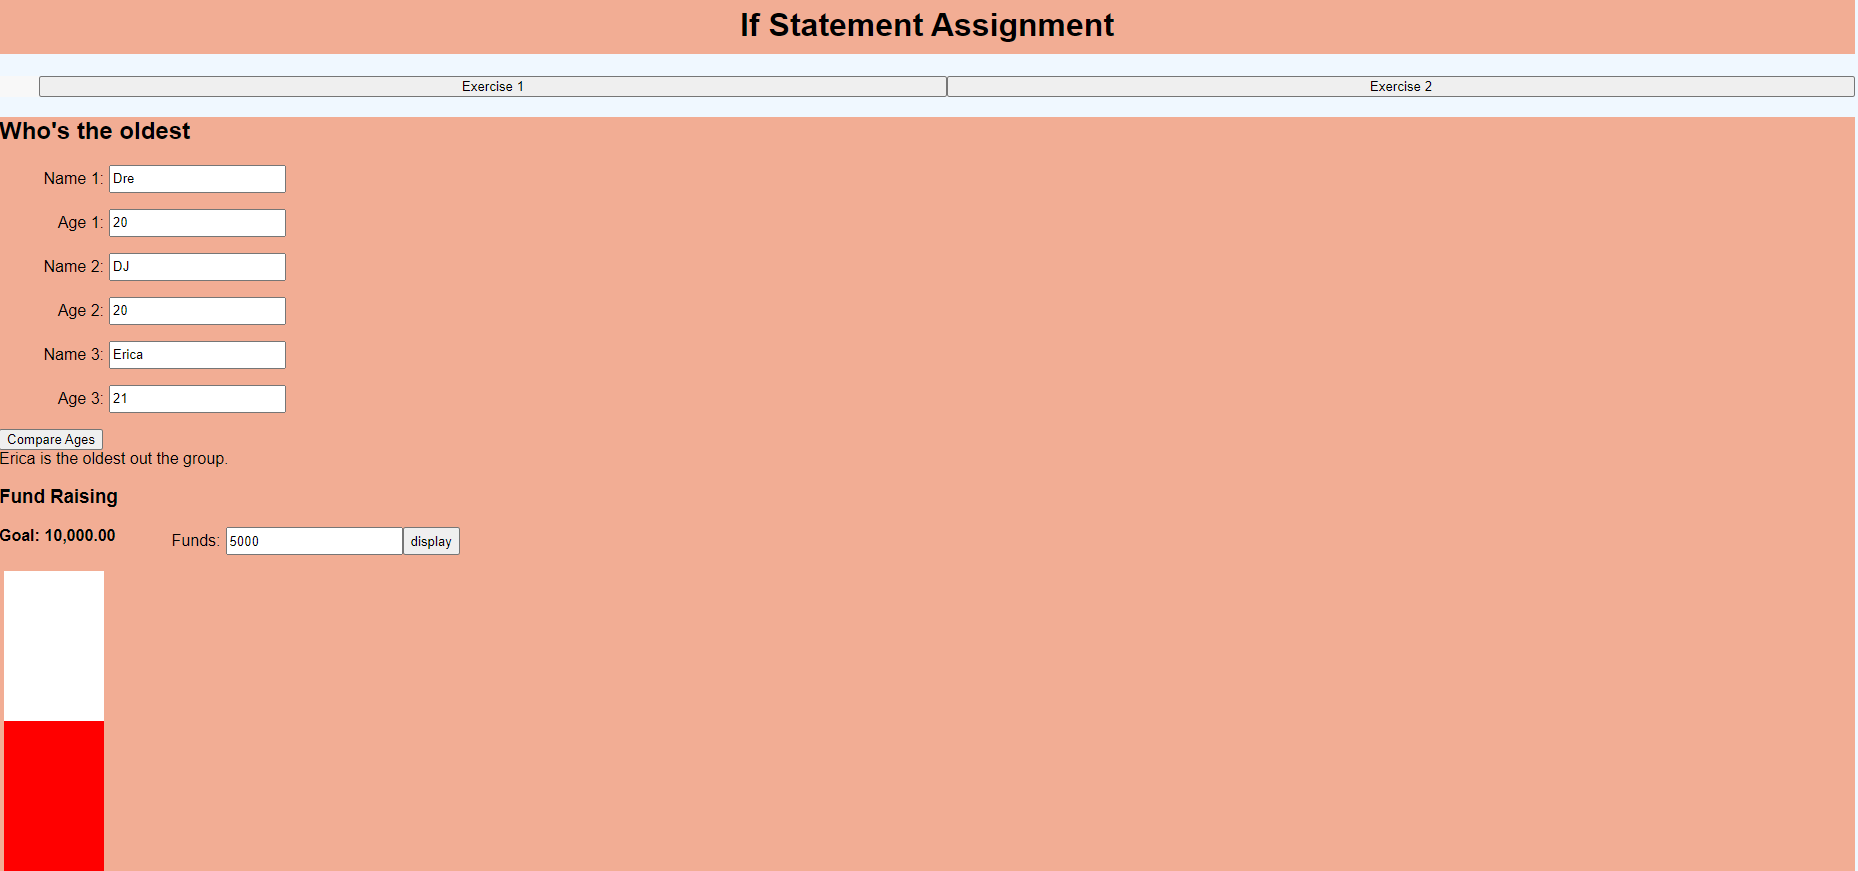 If Statement Assignment
Exercise 1 Exercise 2
Who's the oldest
Name 1: Dre
Age 1: 20
Name 2: DJ
Age 2: 20
Name 3: Erica
Age 3: 21
Compare Ages
Erica is the oldest out the group.
Fund Raising
Goal: 10,000.00 Funds: 5000 display